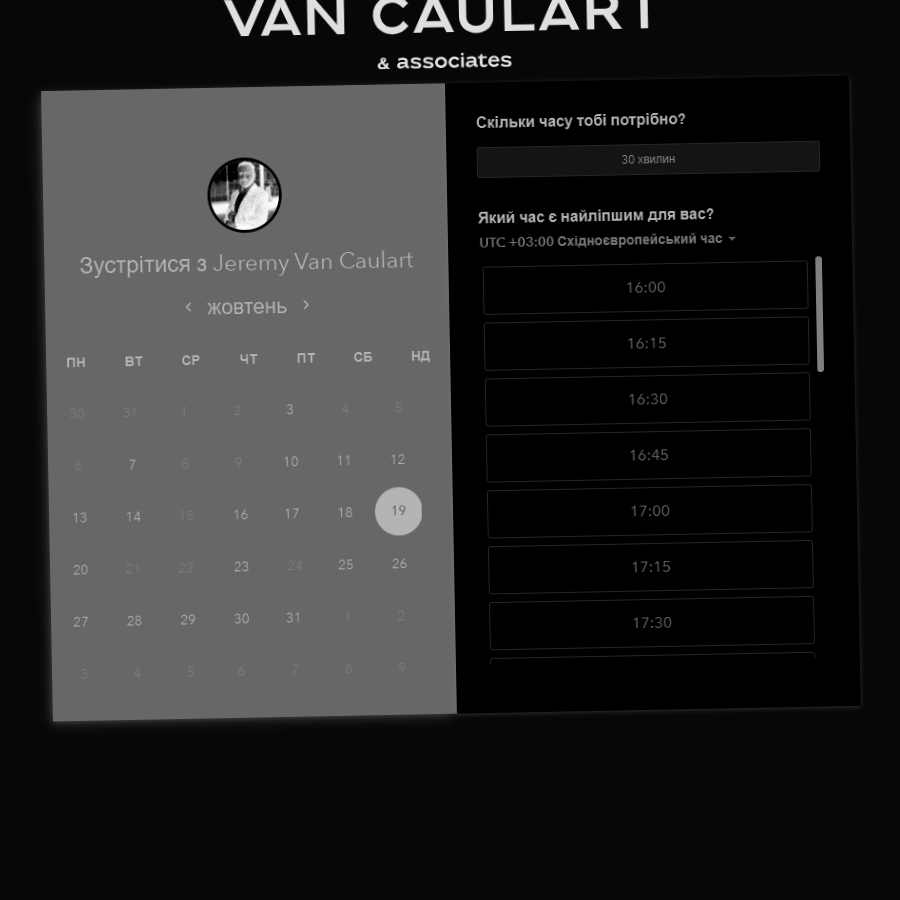 VAN CAULART
& associates
Зустрітися з Jeremy Van Caulart
жовтень
ПН ВТ СР ЧТ ПТ СБ НД
30 31 1 2 3 4 5
6 7 8 9 10 11 12
13 14 15 16 17 18 19
20 21 22 23 24 25 26
27 28 29 30 31 1 2
3 4 5 6 7 8 9
Скільки часу тобі потрібно?
30 хвилин
Який час є найліпшим для вас?
UTC +03:00 Східноєвропейський час
16:00
16:15
16:30
16:45
17:00
17:15
17:30